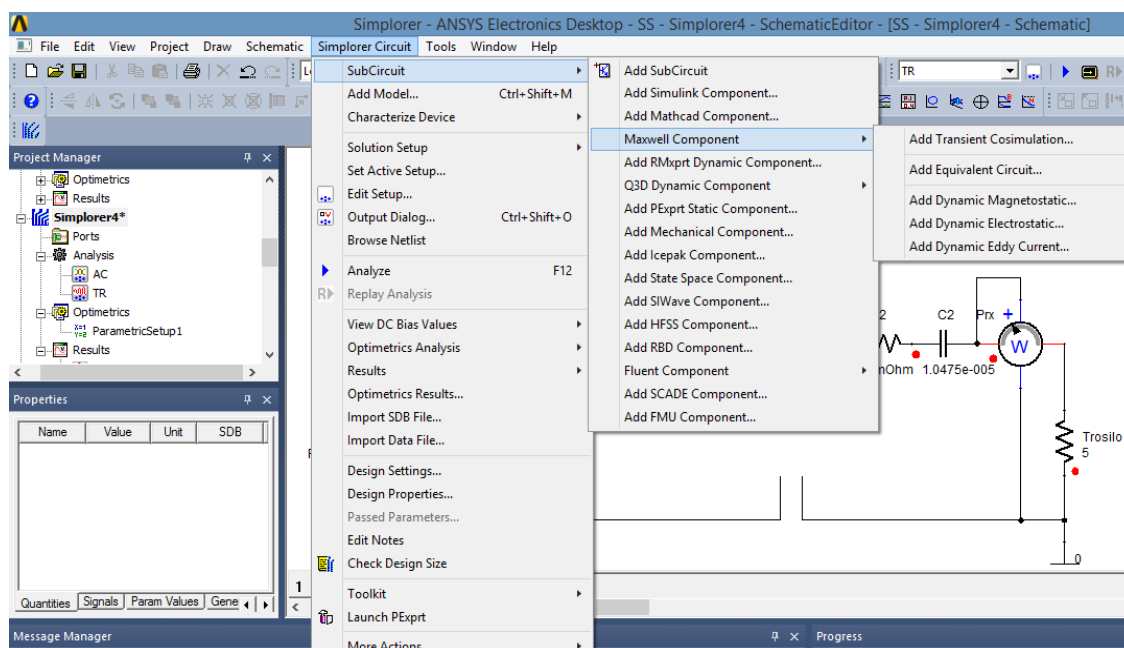 Simplorer - ANSYS Electronics Desktop - SS - Simplorer4 - SchematicEditor - [SS - Simplorer4 - Schematic]
File Edit View Project Draw Schematic Simplorer Circuit Tools Window Help
TR
Project Manager
Optimetrics
Results
Simplorer4*
Ports
Analysis
AC
TR
Optimetrics
ParametricSetup1
Results
Properties
Name Value Unit SDB
Quantities Signals Param Values Gene
Message Manager
SubCircuit
Add Model... Ctrl+Shift+M
Characterize Device
Solution Setup
Set Active Setup...
Edit Setup...
Output Dialog... Ctrl+Shift+O
Browse Netlist
Analyze F12
Replay Analysis
View DC Bias Values
Optimetrics Analysis
Results
Optimetrics Results...
Import SDB File...
Import Data File...
Design Settings...
Design Properties...
Passed Parameters...
Edit Notes
Check Design Size
Toolkit
Launch PExprt
More Actions
Add SubCircuit
Add Simulink Component...
Add Mathcad Component...
Maxwell Component
Add RMxprt Dynamic Component...
Q3D Dynamic Component
Add PExprt Static Component...
Add Mechanical Component...
Add Icepak Component...
Add State Space Component...
Add SIWave Component...
Add HFSS Component...
Add RBD Component...
Fluent Component
Add SCADE Component...
Add FMU Component...
Add Transient Cosimulation...
Add Equivalent Circuit...
Add Dynamic Magnetostatic...
Add Dynamic Electrostatic...
Add Dynamic Eddy Current...
2 C2 Prx +
W
mOhm 1.0475e-005
Trosilo
5
0
1
Progress